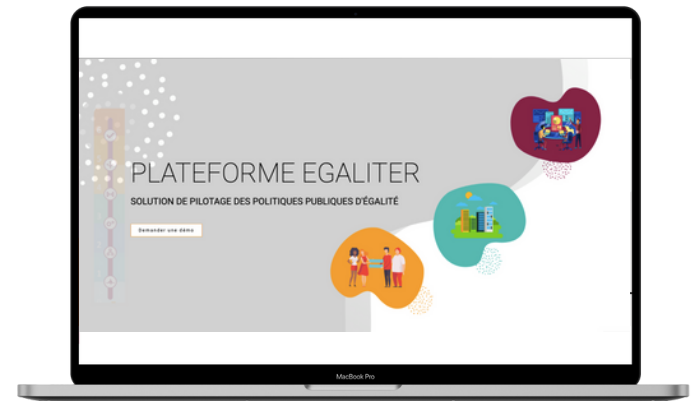 PLATEFORME EGALITER
SOLUTION DE PILOTAGE DES POLITIQUES PUBLIQUES D'ÉGALITÉ
Demander une démo
MacBook Pro